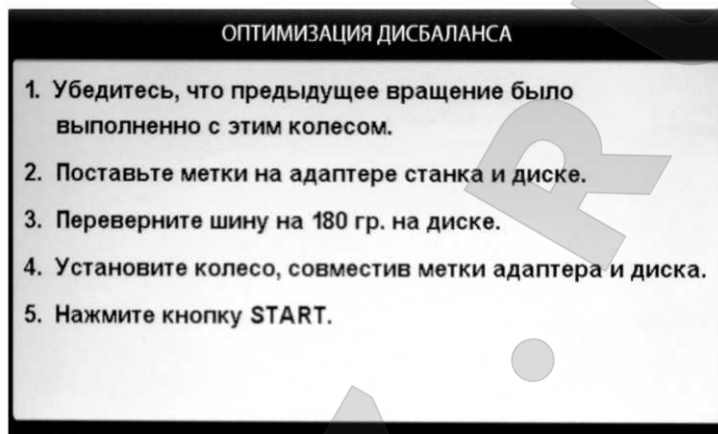 ОПТИМИЗАЦИЯ ДИСБАЛАНСА
1. Убедитесь, что предыдущее вращение было
выполненно с этим колесом.
2. Поставьте метки на адаптере станка и диске.
3. Переверните шину на 180 гр. на диске.
4. Установите колесо, совместив метки адаптера и диска.
5. Нажмите кнопку START.